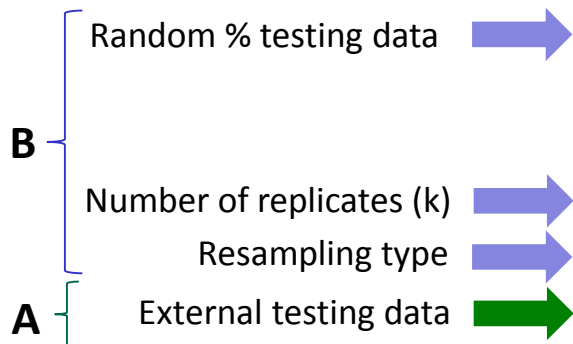 Random % testing data
B
Number of replicates (k)
Resampling type
A
External testing data